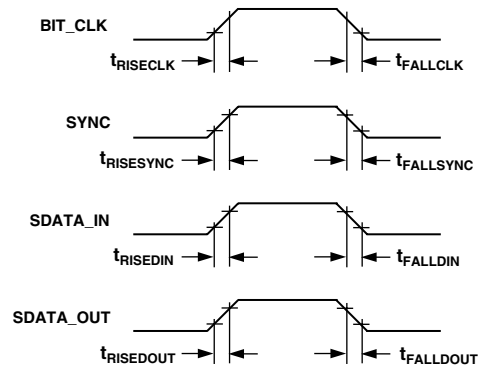 BIT_CLK
tRISECLK
tFALLCLK
SYNC
tRISESYNC
tFALLSYNC
SDATA_IN
tRISEDIN
tFALLDIN
SDATA_OUT
tRISEDOUT
tFALLDOUT